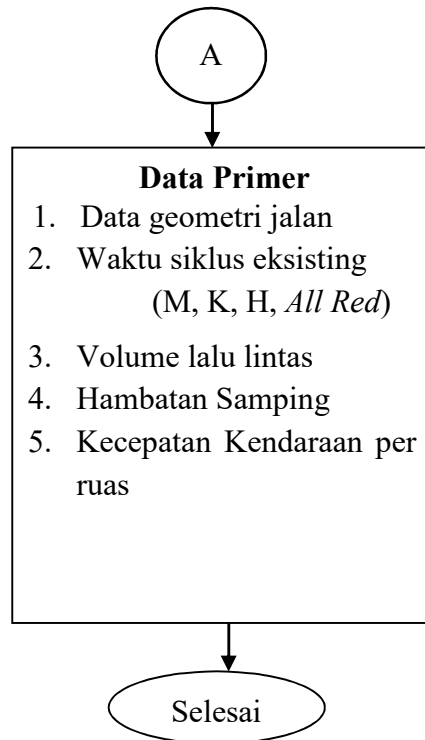 A
Data Primer
1. Data geometri jalan
2. Waktu siklus eksisting
(M, K, H, All Red)
3. Volume lalu lintas
4. Hambatan Samping
5. Kecepatan Kendaraan per
ruas
Selesai